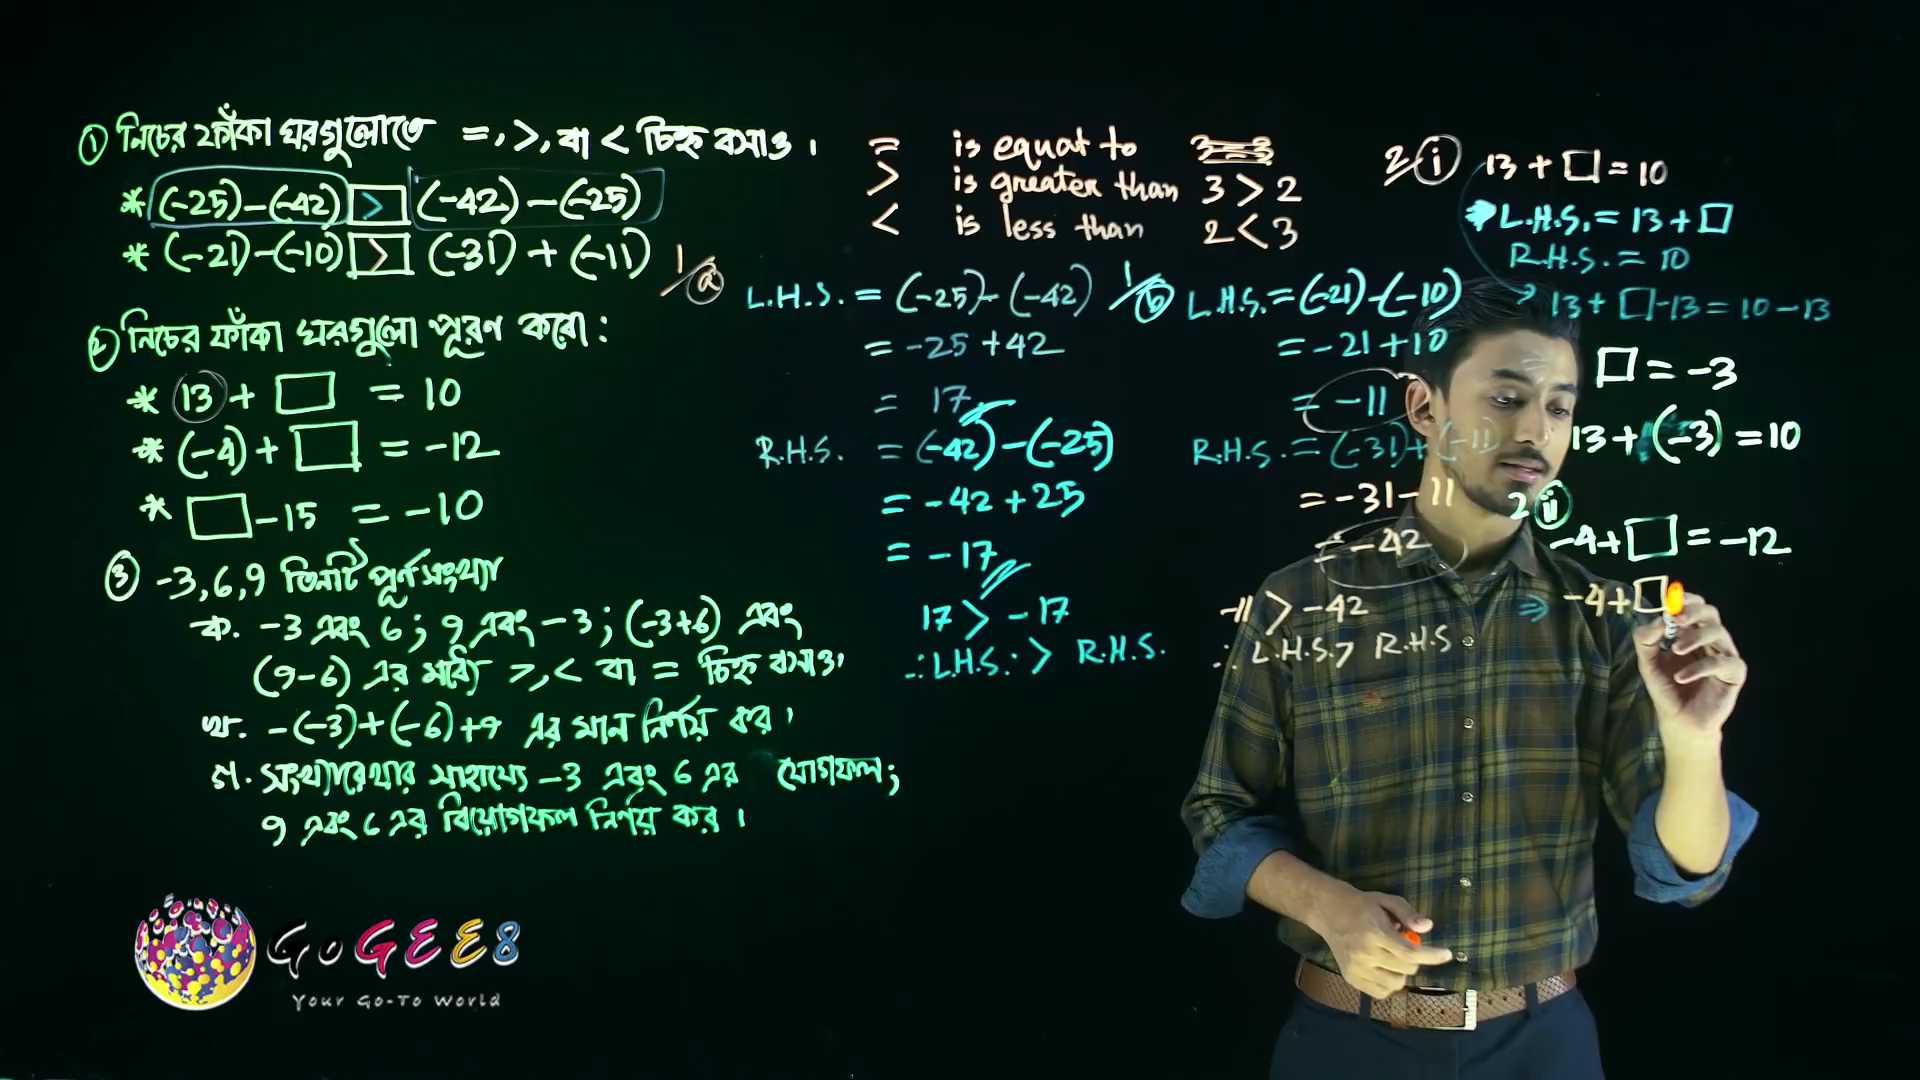 ① নিচের ফাঁকা ঘরগুলোতে =, >, বা < চিহ্ন বসাও।
* (-25)-(-42) > (-42)-(-25)
* (-21)-(-10) > (-31)+(-11)
② নিচের ফাঁকা ঘরগুলো পূরণ করো:
* 13 + □ = 10
* (-4)+ □ = -12
* □ -15 = -10
③ -3, 6, 9 তিনটি পূর্ণসংখ্যা
ক. -3 এবং 6 ; 9 এবং -3 ; (-3+6) এবং
(9-6) এর মধ্যে >, < বা = চিহ্ন বসাও।
খ. -(-3)+(-6)+9 এর মান নির্ণয় কর।
গ. সংখ্যারেখার সাহায্যে -3 এবং 6 এর যোগফল;
9 এবং 6 এর বিয়োগফল নির্ণয় কর।
= is equat to 3=3
> is greater than 3 > 2
< is less than 2 < 3
1/ⓐ L.H.S. = (-25)-(-42)
= -25+42
= 17
R.H.S. = (-42)-(-25)
= -42+25
= -17
17 > -17
∴ L.H.S. > R.H.S.
1/ⓑ L.H.S. = (-21)-(-10)
= -21+10
= -11
R.H.S. = (-31)+(-11
= -31-11
= -42
-11 > -42
∴ L.H.S > R.H.S
2 ⓘ 13 + □ = 10
L.H.S. = 13+□
R.H.S. = 10
13+□-13 = 10-13
□ = -3
13+(-3) = 10
2 ii
-4+□ = -12
⇒ -4+□
GoGEE8
Your Go-To World